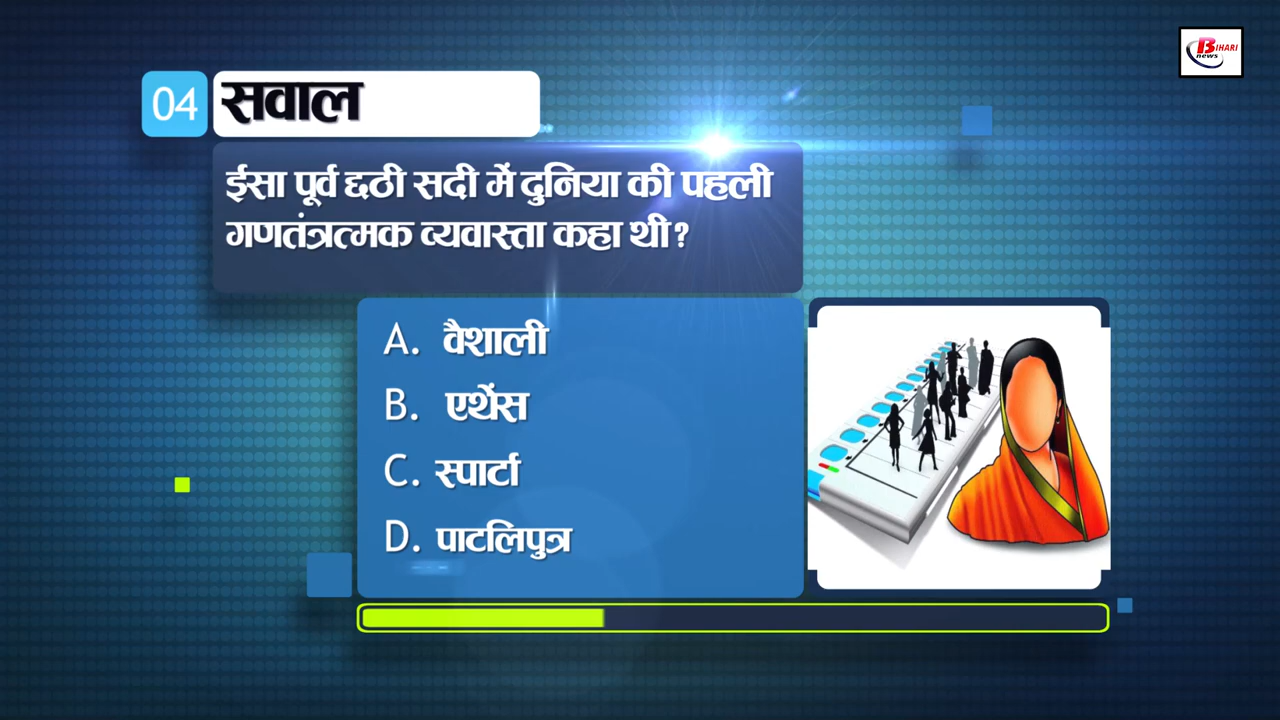 BIHARI
news
04 सवाल
ईसा पूर्व छठी सदी में दुनिया की पहली
गणतंत्रत्मक व्यवास्ता कहा थी?
A. वैशाली
B. एथेंस
C. स्पार्टा
D. पाटलिपुत्र